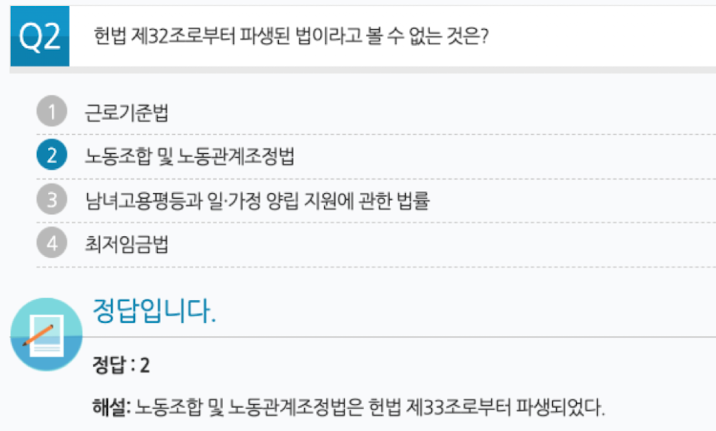 Q2 헌법 제32조로부터 파생된 법이라고 볼 수 없는 것은?
1 근로기준법
2 노동조합 및 노동관계조정법
3 남녀고용평등과 일·가정 양립 지원에 관한 법률
4 최저임금법
정답입니다.
정답 : 2
해설: 노동조합 및 노동관계조정법은 헌법 제33조로부터 파생되었다.